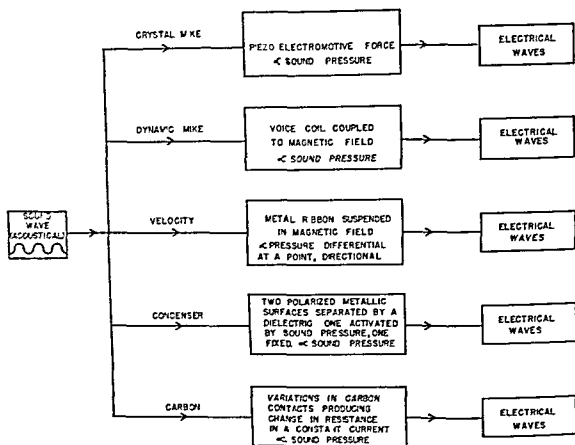 CRYSTAL MIKE
PIEZO ELECTROMOTIVE FORCE
∝ SOUND PRESSURE
ELECTRICAL
WAVES
DYNAMIC MIKE
VOICE COIL COUPLED
TO MAGNETIC FIELD
∝ SOUND PRESSURE
ELECTRICAL
WAVES
SOUND
WAVE
(ACOUSTICAL)
VELOCITY
METAL RIBBON SUSPENDED
IN MAGNETIC FIELD
∝ PRESSURE DIFFERENTIAL
AT A POINT, DIRECTIONAL
ELECTRICAL
WAVES
CONDENSER
TWO POLARIZED METALLIC
SURFACES SEPARATED BY A
DIELECTRIC ONE ACTIVATED
BY SOUND PRESSURE, ONE
FIXED. ∝ SOUND PRESSURE
ELECTRICAL
WAVES
CARBON
VARIATIONS IN CARBON
CONTACTS PRODUCING
CHANGE IN RESISTANCE
IN A CONSTANT CURRENT
∝ SOUND PRESSURE
ELECTRICAL
WAVES